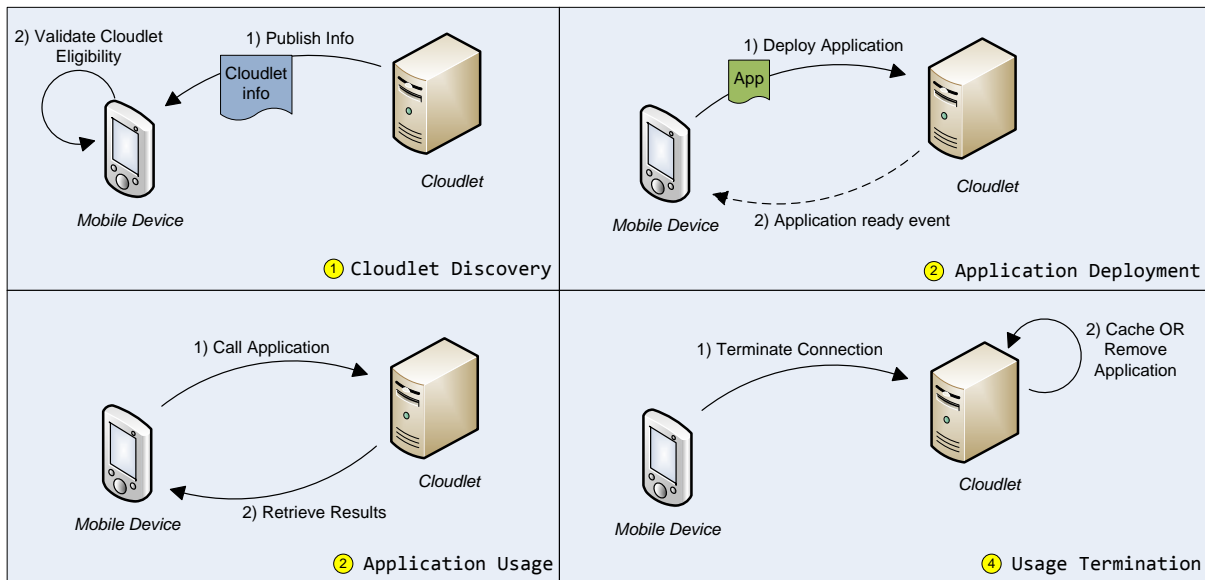 2) Validate Cloudlet
Eligibility
1) Publish Info
Cloudlet
info
Cloudlet
Mobile Device
1 Cloudlet Discovery
1) Deploy Application
App
Cloudlet
Mobile Device
2) Application ready event
2 Application Deployment
1) Call Application
Cloudlet
Mobile Device
2) Retrieve Results
2 Application Usage
1) Terminate Connection
2) Cache OR
Remove
Application
Cloudlet
Mobile Device
4 Usage Termination